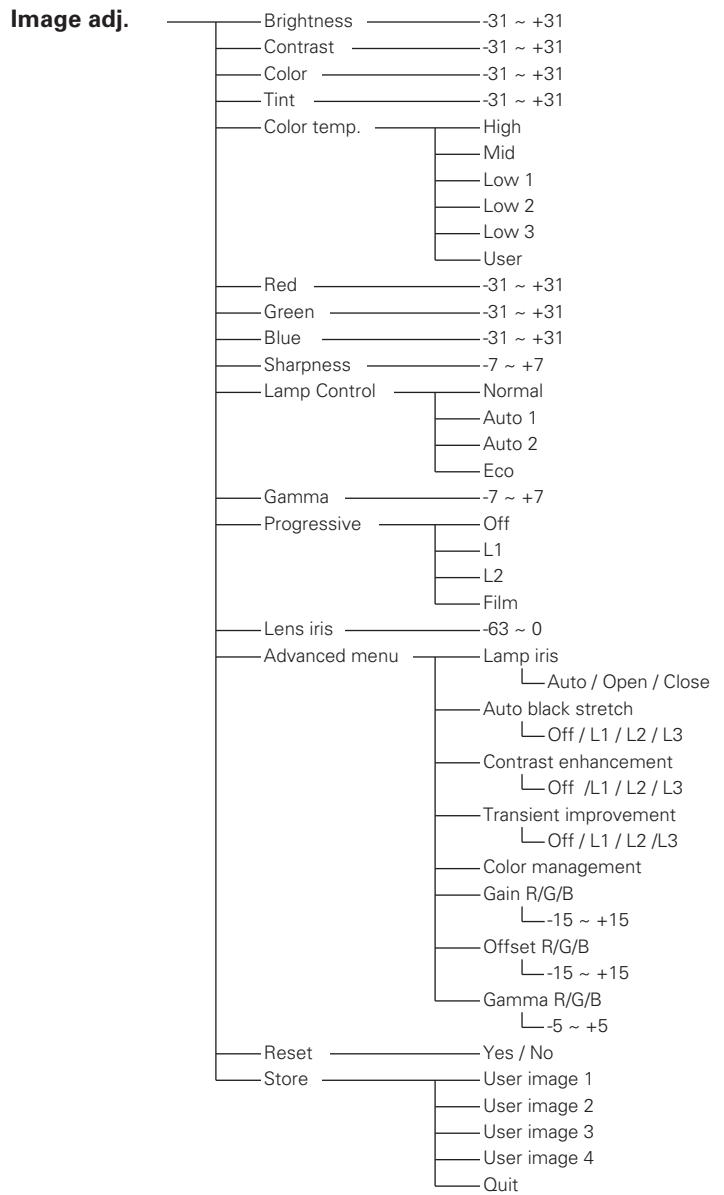 Image adj. Brightness -31 ~ +31
Contrast -31 ~ +31
Color -31 ~ +31
Tint -31 ~ +31
Color temp. High
Mid
Low 1
Low 2
Low 3
User
Red -31 ~ +31
Green -31 ~ +31
Blue -31 ~ +31
Sharpness -7 ~ +7
Lamp Control Normal
Auto 1
Auto 2
Eco
Gamma -7 ~ +7
Progressive Off
L1
L2
Film
Lens iris -63 ~ 0
Advanced menu Lamp iris
Auto / Open / Close
Auto black stretch
Off / L1 / L2 / L3
Contrast enhancement
Off /L1 / L2 / L3
Transient improvement
Off / L1 / L2 /L3
Color management
Gain R/G/B
-15 ~ +15
Offset R/G/B
-15 ~ +15
Gamma R/G/B
-5 ~ +5
Reset Yes / No
Store User image 1
User image 2
User image 3
User image 4
Quit